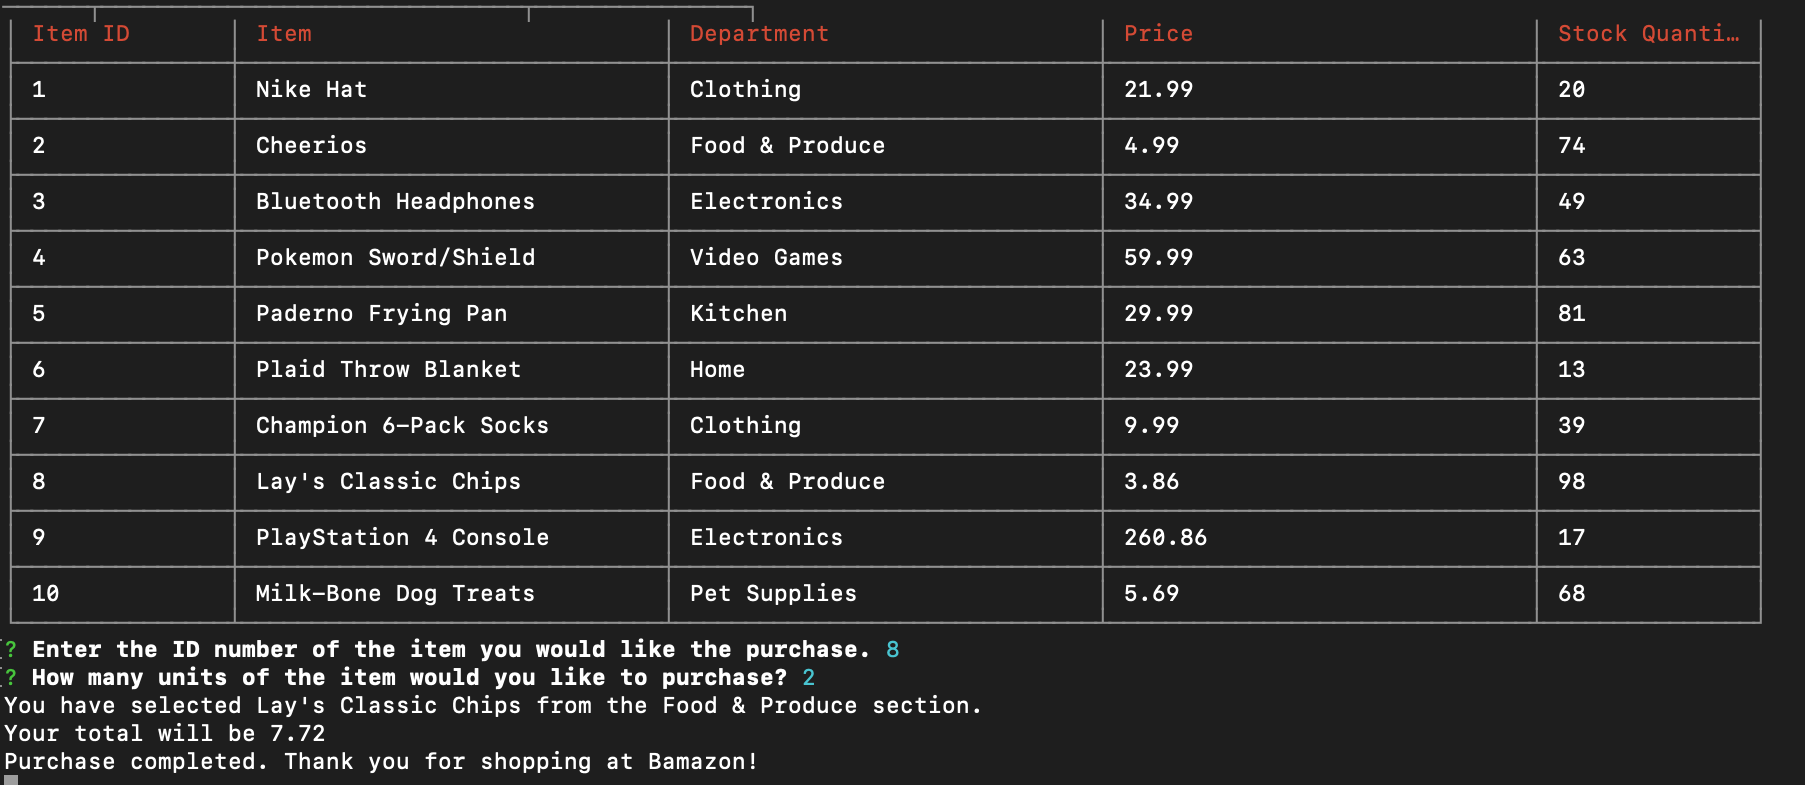 Item ID Item Department Price Stock Quanti…
1 Nike Hat Clothing 21.99 20
2 Cheerios Food & Produce 4.99 74
3 Bluetooth Headphones Electronics 34.99 49
4 Pokemon Sword/Shield Video Games 59.99 63
5 Paderno Frying Pan Kitchen 29.99 81
6 Plaid Throw Blanket Home 23.99 13
7 Champion 6-Pack Socks Clothing 9.99 39
8 Lay's Classic Chips Food & Produce 3.86 98
9 PlayStation 4 Console Electronics 260.86 17
10 Milk-Bone Dog Treats Pet Supplies 5.69 68
? Enter the ID number of the item you would like the purchase. 8
? How many units of the item would you like to purchase? 2
You have selected Lay's Classic Chips from the Food & Produce section.
Your total will be 7.72
Purchase completed. Thank you for shopping at Bamazon!